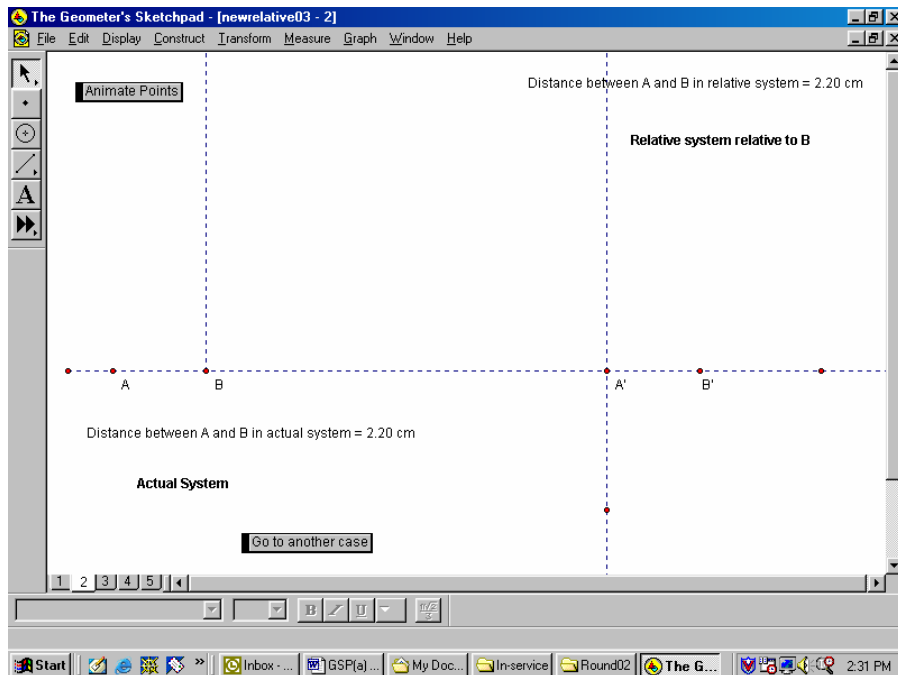 The Geometer's Sketchpad - [newrelative03 - 2]
File Edit Display Construct Transform Measure Graph Window Help
Animate Points
Distance between A and B in relative system = 2.20 cm
Relative system relative to B
A B A' B'
Distance between A and B in actual system = 2.20 cm
Actual System
Go to another case
1 2 3 4 5
B I U
Start » Inbox - ... GSP(a) ... My Doc... In-service Round02 The G... 2:31 PM